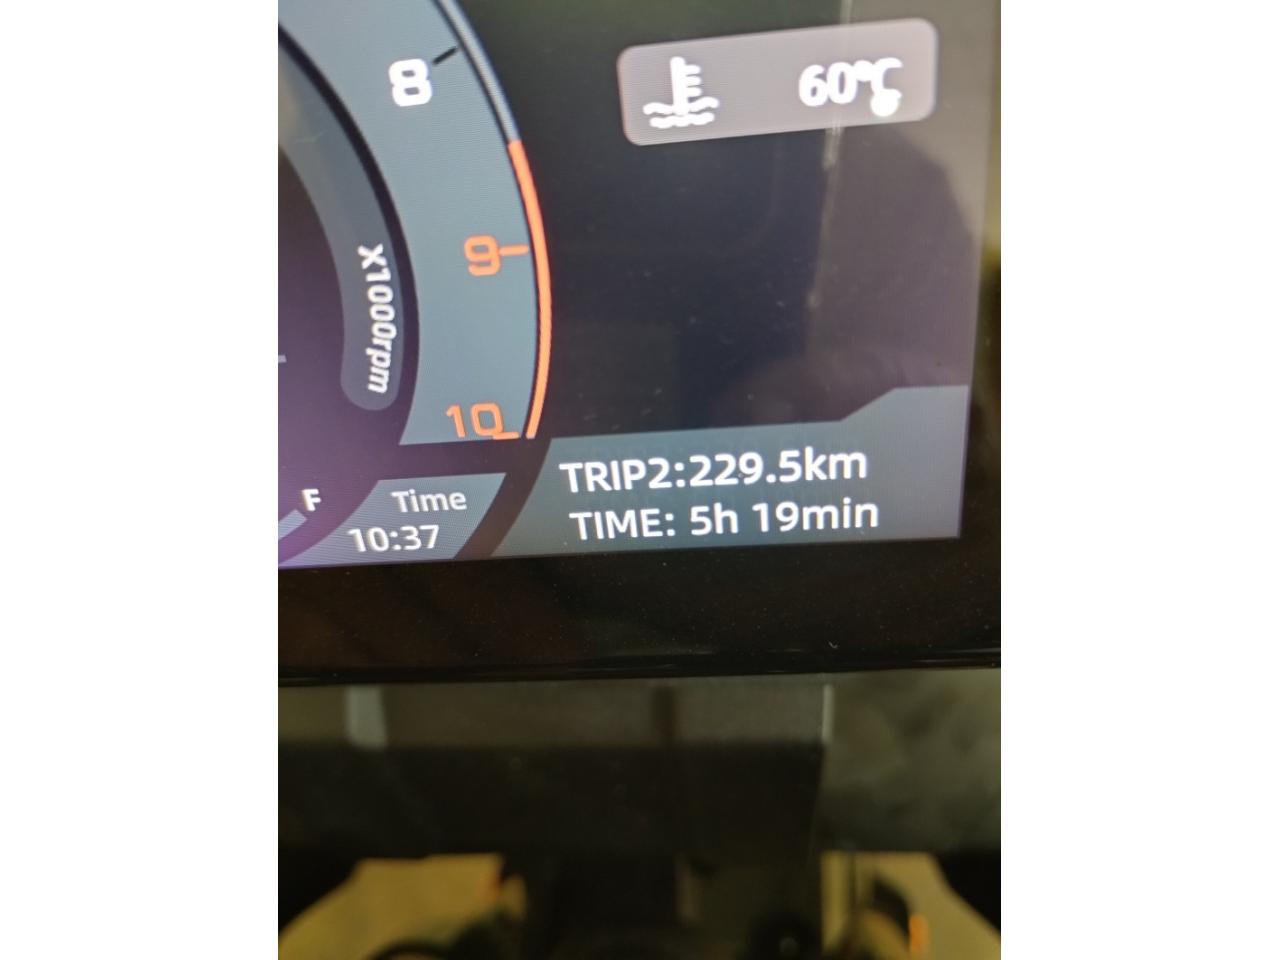 8
60℃
9
X1000rpm
10
F
Time
10:37
TRIP2:229.5km
TIME: 5h 19min